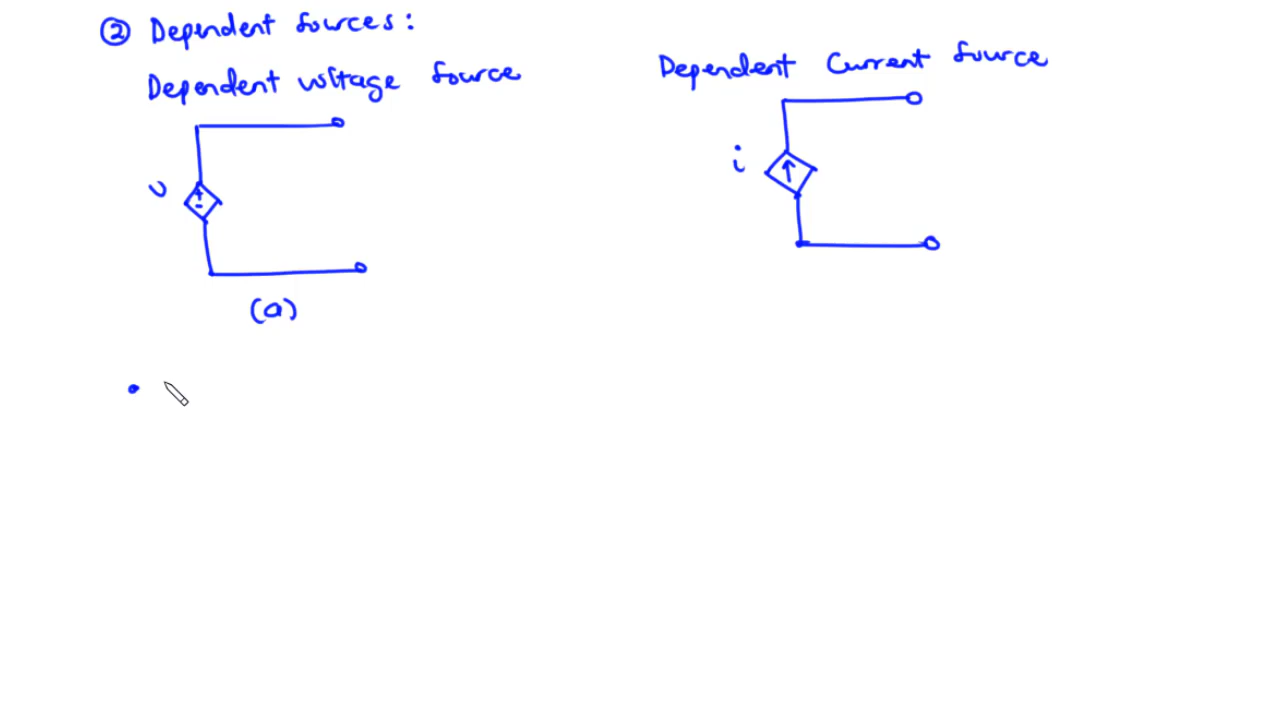 ② Dependent Sources:
Dependent voltage Source
Dependent Current Source
υ
+
-
i
(a)